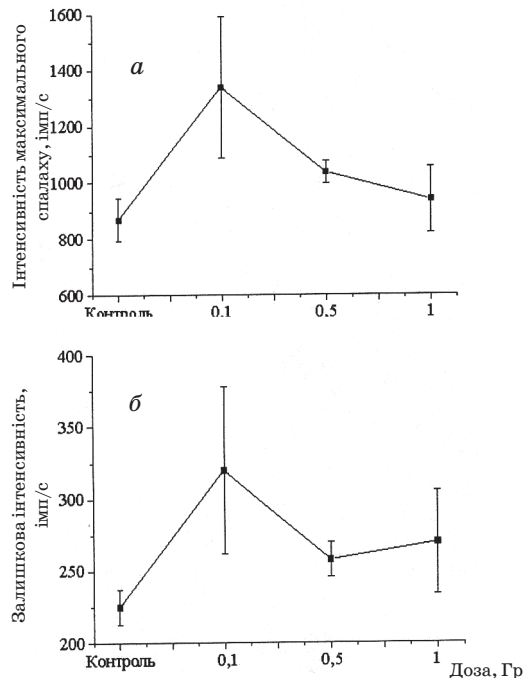 Інтенсивність максимального
спалаху, імп/с
1600
1400
1200
1000
800
600
а
Контроль
0,1
0,5
1
Залишкова інтенсивність,
імп/с
400
350
300
250
200
б
Контроль
0,1
0,5
1
Доза, Гр